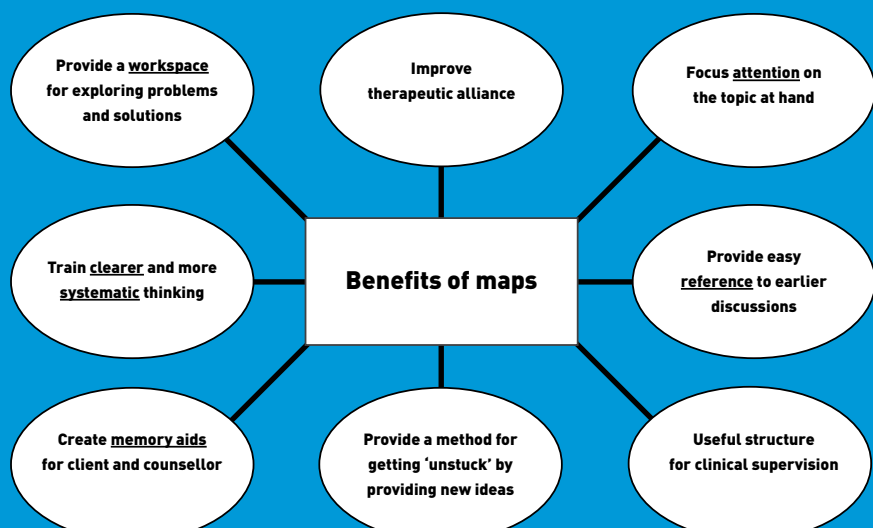 Provide a workspace
for exploring problems
and solutions
Improve
therapeutic alliance
Focus attention on
the topic at hand
Train clearer and more
systematic thinking
Benefits of maps
Provide easy
reference to earlier
discussions
Create memory aids
for client and counsellor
Provide a method for
getting ‘unstuck’ by
providing new ideas
Useful structure
for clinical supervision